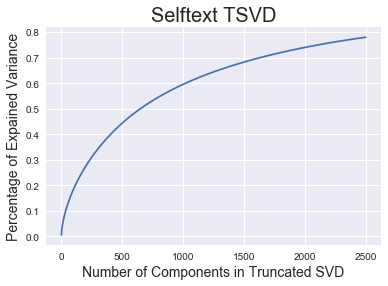 Selftext TSVD
Percentage of Expained Variance
0.8
0.7
0.6
0.5
0.4
0.3
0.2
0.1
0.0
0 500 1000 1500 2000 2500
Number of Components in Truncated SVD